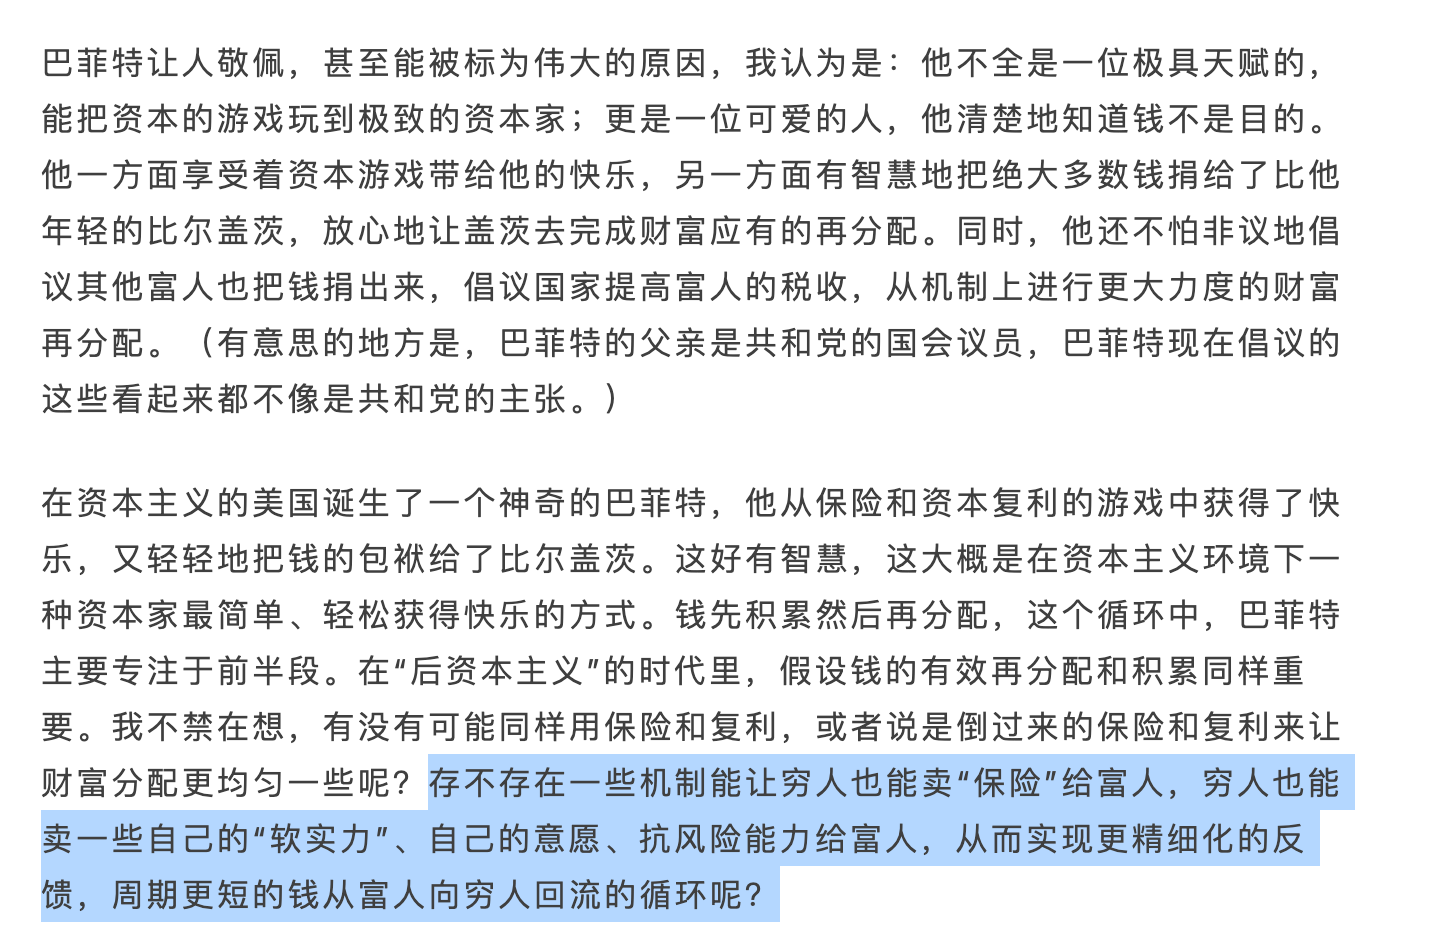 巴菲特让人敬佩，甚至能被标为伟大的原因，我认为是：他不全是一位极具天赋的，
能把资本的游戏玩到极致的资本家；更是一位可爱的人，他清楚地知道钱不是目的。
他一方面享受着资本游戏带给他的快乐，另一方面有智慧地把绝大多数钱捐给了比他
年轻的比尔盖茨，放心地让盖茨去完成财富应有的再分配。同时，他还不怕非议地倡
议其他富人也把钱捐出来，倡议国家提高富人的税收，从机制上进行更大力度的财富
再分配。（有意思的地方是，巴菲特的父亲是共和党的国会议员，巴菲特现在倡议的
这些看起来都不像是共和党的主张。）
在资本主义的美国诞生了一个神奇的巴菲特，他从保险和资本复利的游戏中获得了快
乐，又轻轻地把钱的包袱给了比尔盖茨。这好有智慧，这大概是在资本主义环境下一
种资本家最简单、轻松获得快乐的方式。钱先积累然后再分配，这个循环中，巴菲特
主要专注于前半段。在“后资本主义”的时代里，假设钱的有效再分配和积累同样重
要。我不禁在想，有没有可能同样用保险和复利，或者说是倒过来的保险和复利来让
财富分配更均匀一些呢？存不存在一些机制能让穷人也能卖“保险”给富人，穷人也能
卖一些自己的“软实力”、自己的意愿、抗风险能力给富人，从而实现更精细化的反
馈，周期更短的钱从富人向穷人回流的循环呢？